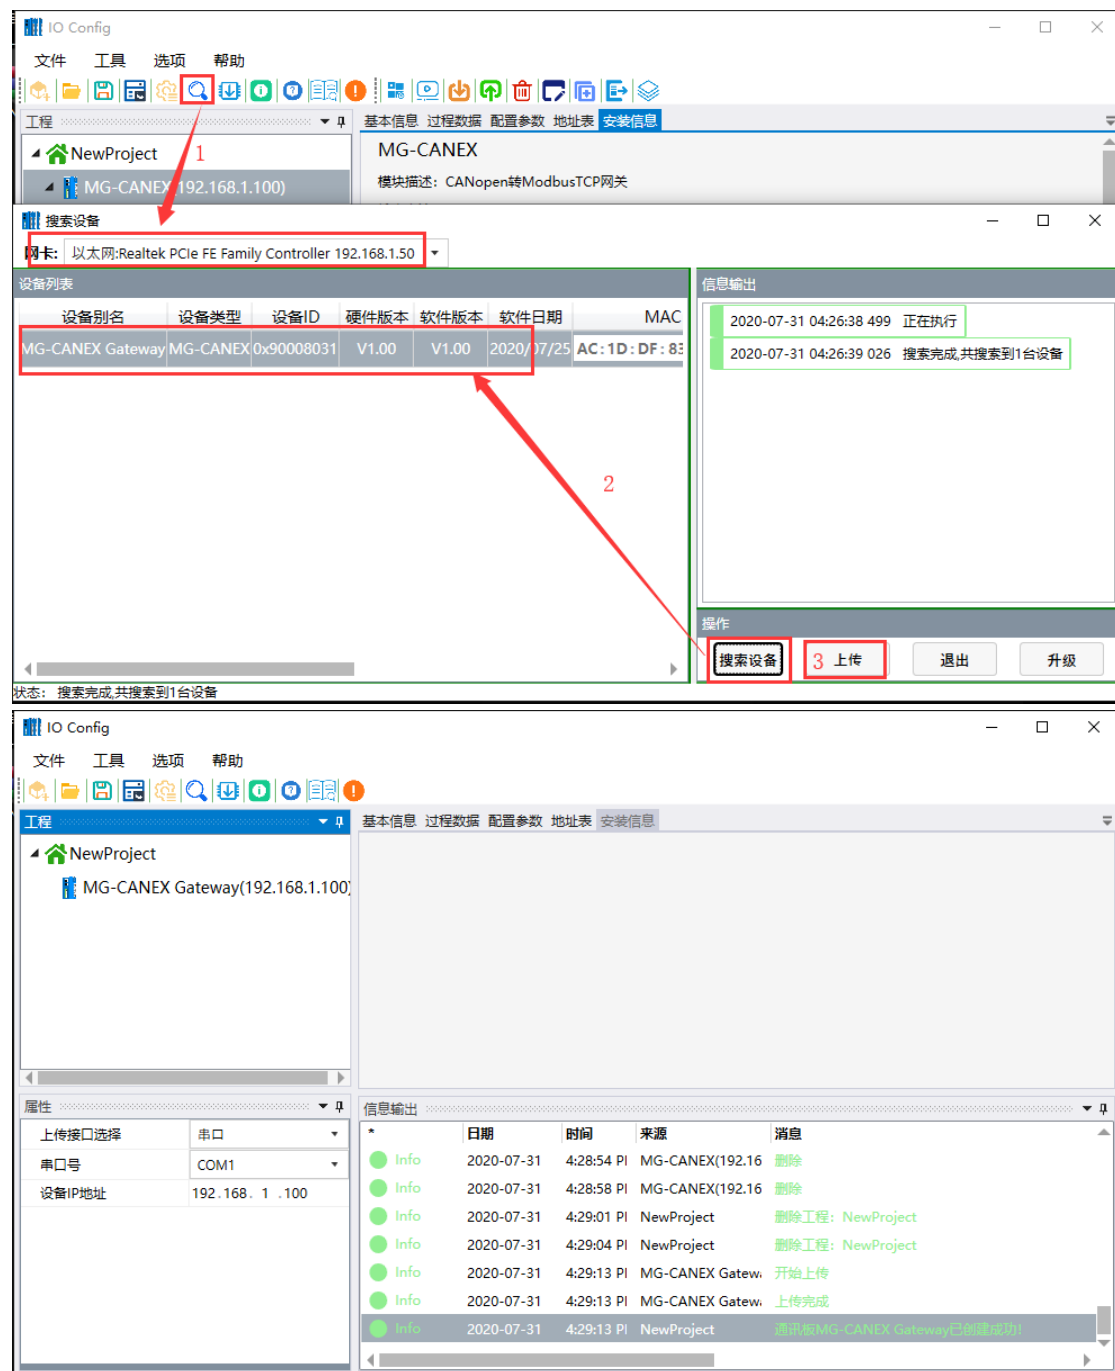 IO Config
文件 工具 选项 帮助
工程
基本信息 过程数据 配置参数 地址表 安装信息
NewProject
1
MG-CANEX
MG-CANEX(192.168.1.100)
模块描述：CANopen转ModbusTCP网关
搜索设备
网卡: 以太网:Realtek PCIe FE Family Controller 192.168.1.50
设备列表
信息输出
设备别名 设备类型 设备ID 硬件版本 软件版本 软件日期 MAC
MG-CANEX Gateway MG-CANEX 0x90008031 V1.00 V1.00 2020/07/25 AC:1D:DF:83
2020-07-31 04:26:38 499 正在执行
2020-07-31 04:26:39 026 搜索完成,共搜索到1台设备
2
操作
搜索设备 3 上传 退出 升级
状态： 搜索完成,共搜索到1台设备
IO Config
文件 工具 选项 帮助
工程
基本信息 过程数据 配置参数 地址表 安装信息
NewProject
MG-CANEX Gateway(192.168.1.100)
属性
上传接口选择 串口
串口号 COM1
设备IP地址 192.168. 1 .100
信息输出
* 日期 时间 来源 消息
Info 2020-07-31 4:28:54 PI MG-CANEX(192.16 删除
Info 2020-07-31 4:28:58 PI MG-CANEX(192.16 删除
Info 2020-07-31 4:29:01 PI NewProject 删除工程：NewProject
Info 2020-07-31 4:29:04 PI NewProject 删除工程：NewProject
Info 2020-07-31 4:29:13 PI MG-CANEX Gatew 开始上传
Info 2020-07-31 4:29:13 PI MG-CANEX Gatew 上传完成
Info 2020-07-31 4:29:13 PI NewProject 通讯板MG-CANEX Gateway已创建成功!